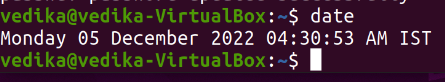 vedika@vedika-VirtualBox:~$ date
Monday 05 December 2022 04:30:53 AM IST
vedika@vedika-VirtualBox:~$